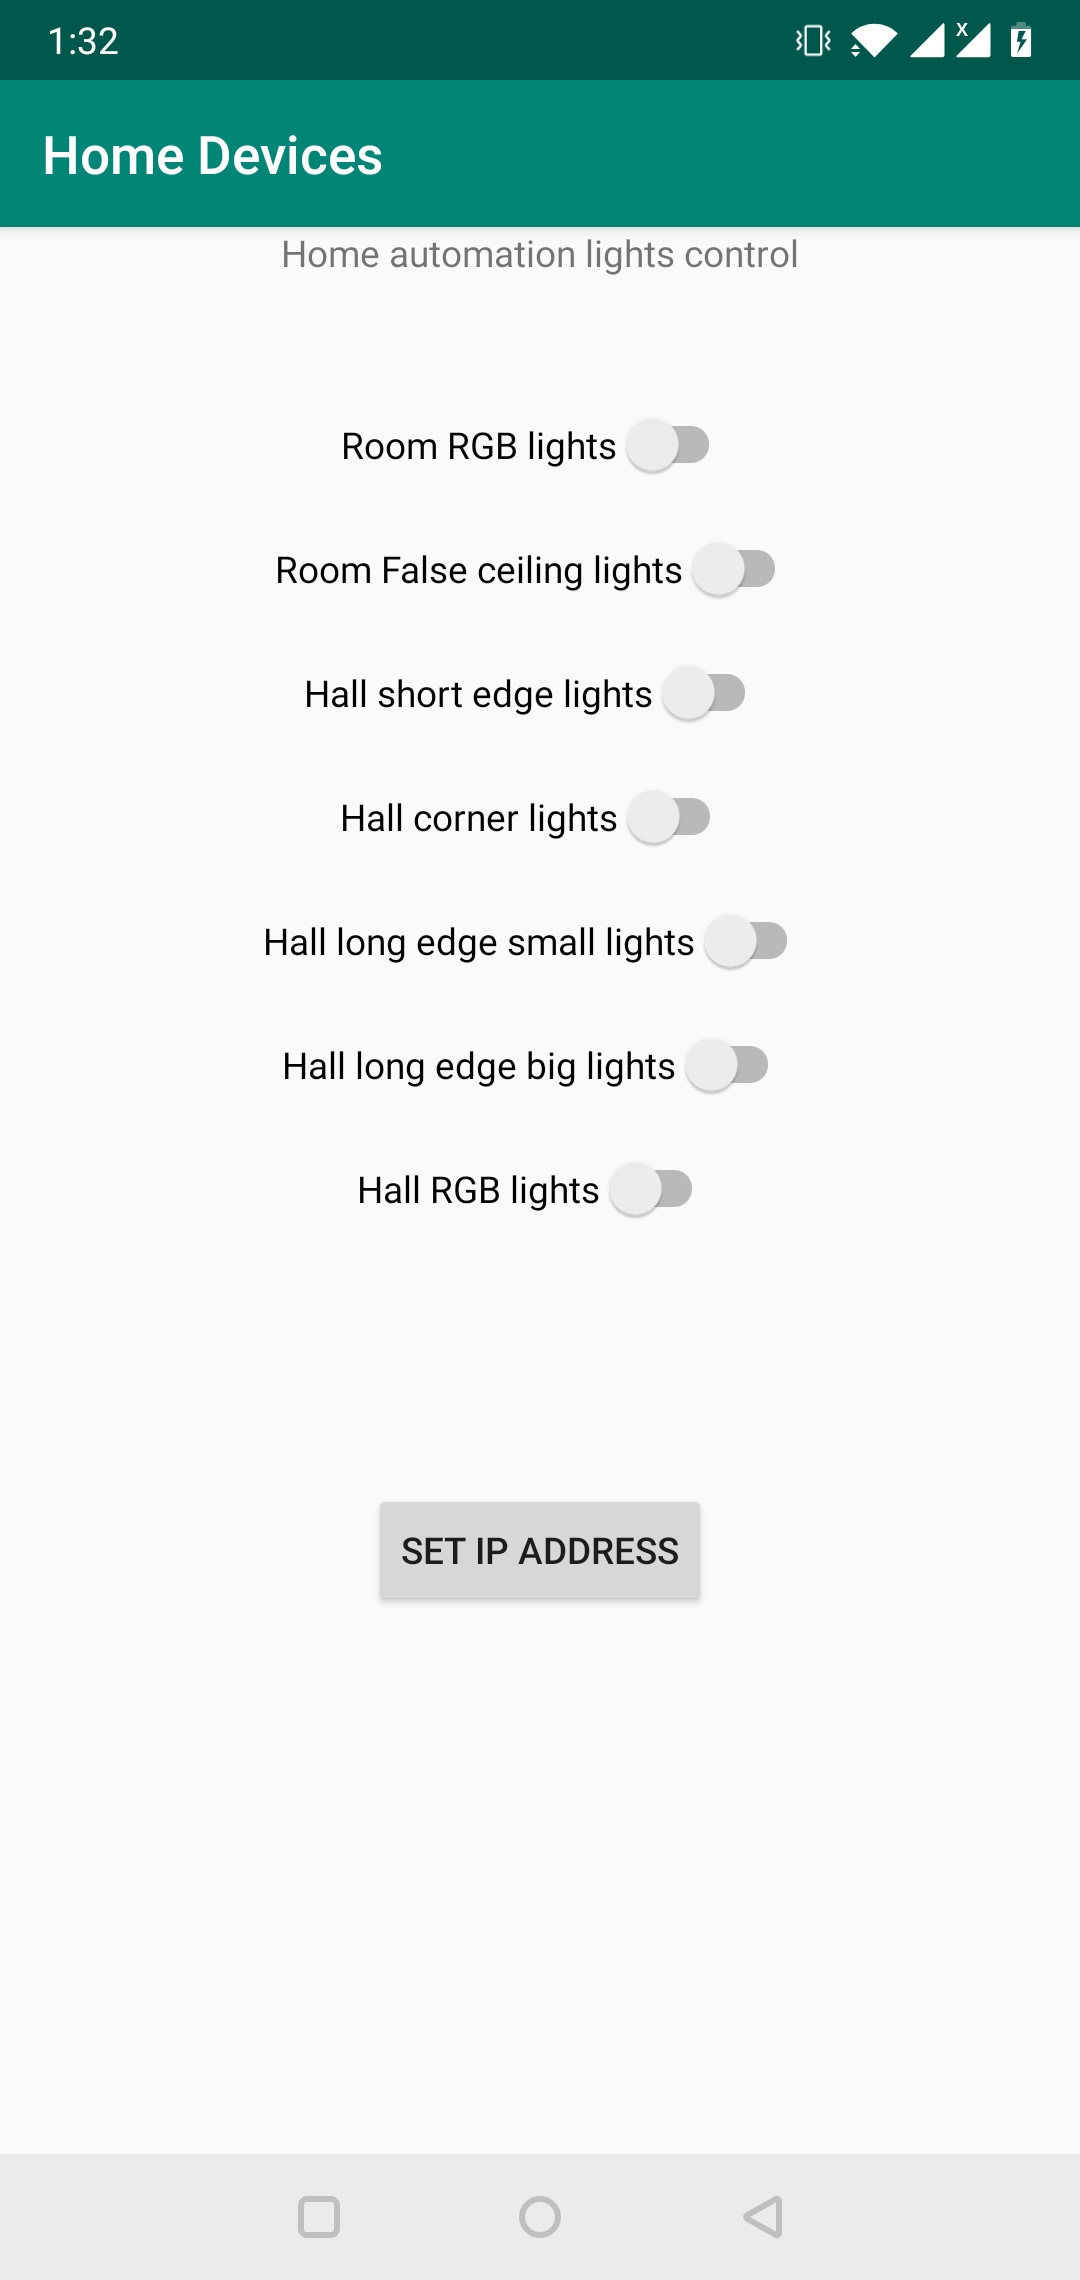 1:32
Home Devices
Home automation lights control
Room RGB lights
Room False ceiling lights
Hall short edge lights
Hall corner lights
Hall long edge small lights
Hall long edge big lights
Hall RGB lights
SET IP ADDRESS